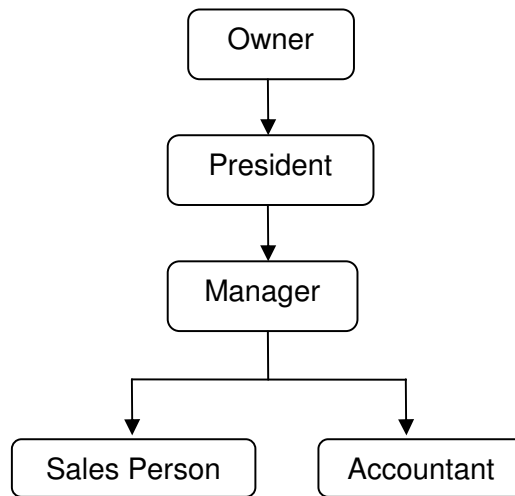 Owner
President
Manager
Sales Person
Accountant